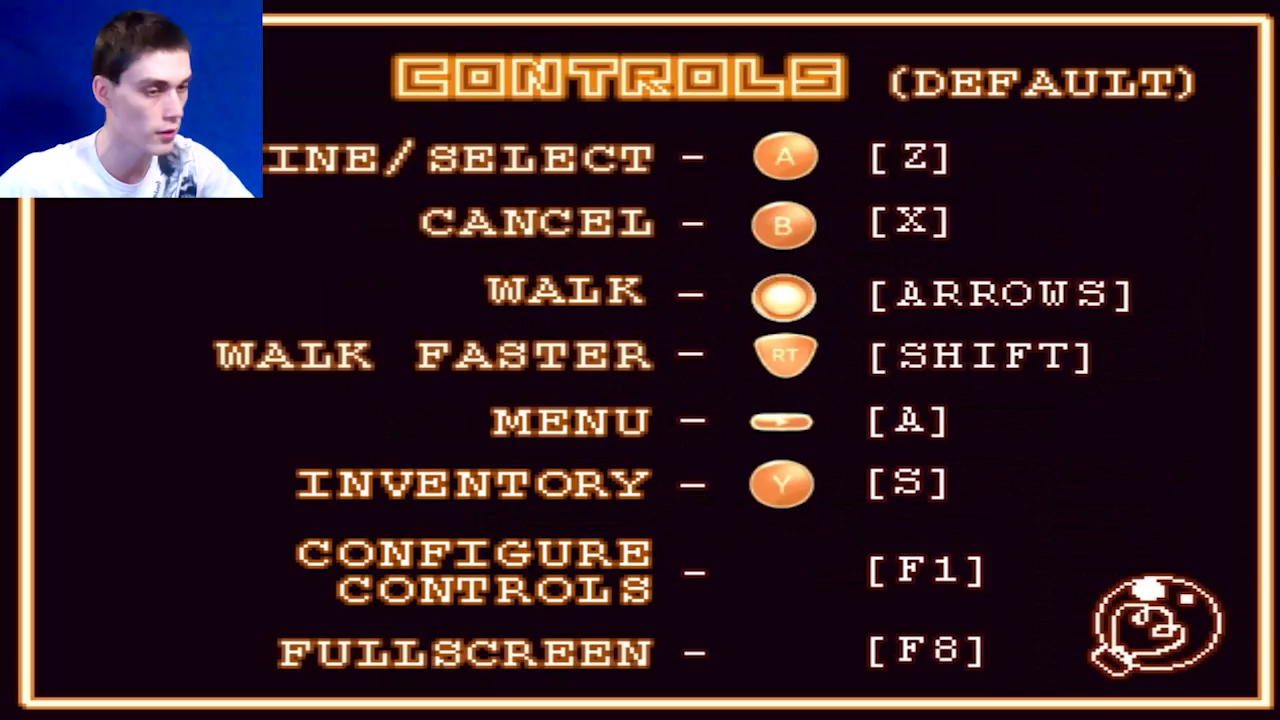 CONTROLS (DEFAULT)
INE/SELECT - A [Z]
CANCEL - B [X]
WALK - [ARROWS]
WALK FASTER - RT [SHIFT]
MENU - [A]
INVENTORY - Y [S]
CONFIGURE
CONTROLS - [F1]
FULLSCREEN - [F8]